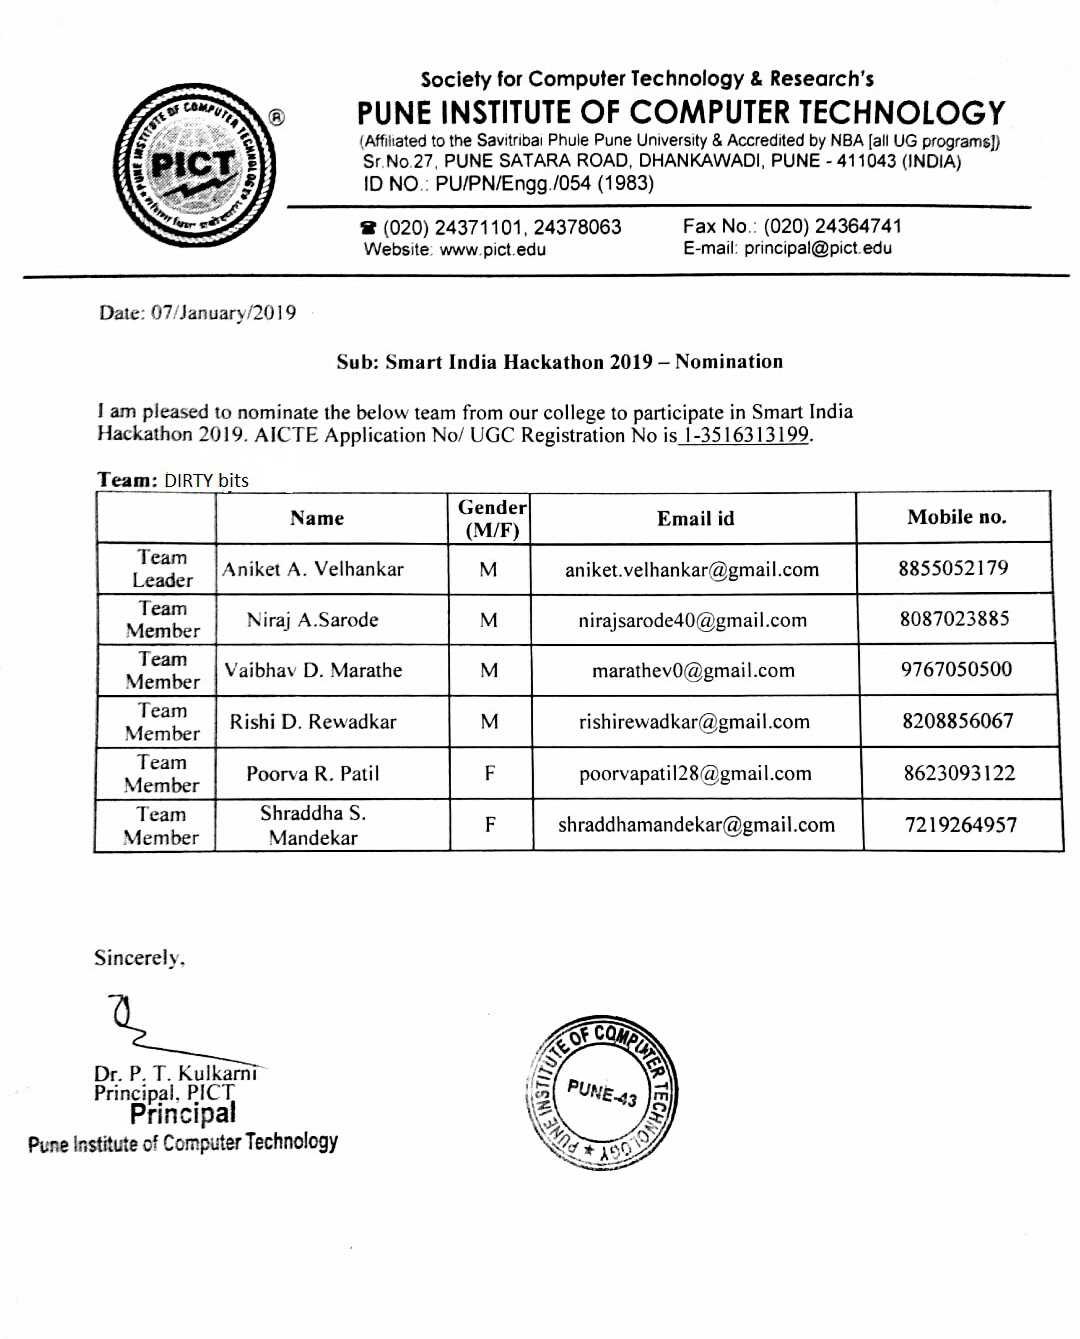 Society for Computer Technology & Research's
PUNE INSTITUTE OF COMPUTER TECHNOLOGY
(Affiliated to the Savitribai Phule Pune University & Accredited by NBA [all UG programs])
Sr.No.27, PUNE SATARA ROAD, DHANKAWADI, PUNE - 411043 (INDIA)
ID NO.: PU/PN/Engg./054 (1983)
PUNE INSTITUTE OF COMPUTER TECHNOLOGY
PICT
®
☎ (020) 24371101, 24378063 Fax No.: (020) 24364741
Website: www.pict.edu E-mail: principal@pict.edu
Date: 07/January/2019
Sub: Smart India Hackathon 2019 – Nomination
I am pleased to nominate the below team from our college to participate in Smart India
Hackathon 2019. AICTE Application No/ UGC Registration No is 1-3516313199.
Team: DIRTY bits
Name Gender (M/F) Email id Mobile no.
Team Leader Aniket A. Velhankar M aniket.velhankar@gmail.com 8855052179
Team Member Niraj A.Sarode M nirajsarode40@gmail.com 8087023885
Team Member Vaibhav D. Marathe M marathev0@gmail.com 9767050500
Team Member Rishi D. Rewadkar M rishirewadkar@gmail.com 8208856067
Team Member Poorva R. Patil F poorvapatil28@gmail.com 8623093122
Team Member Shraddha S. Mandekar F shraddhamandekar@gmail.com 7219264957
Sincerely,
Dr. P. T. Kulkarni
Principal, PICT
Principal
Pune Institute of Computer Technology
PUNE INSTITUTE OF COMPUTER TECHNOLOGY ★
PUNE-43